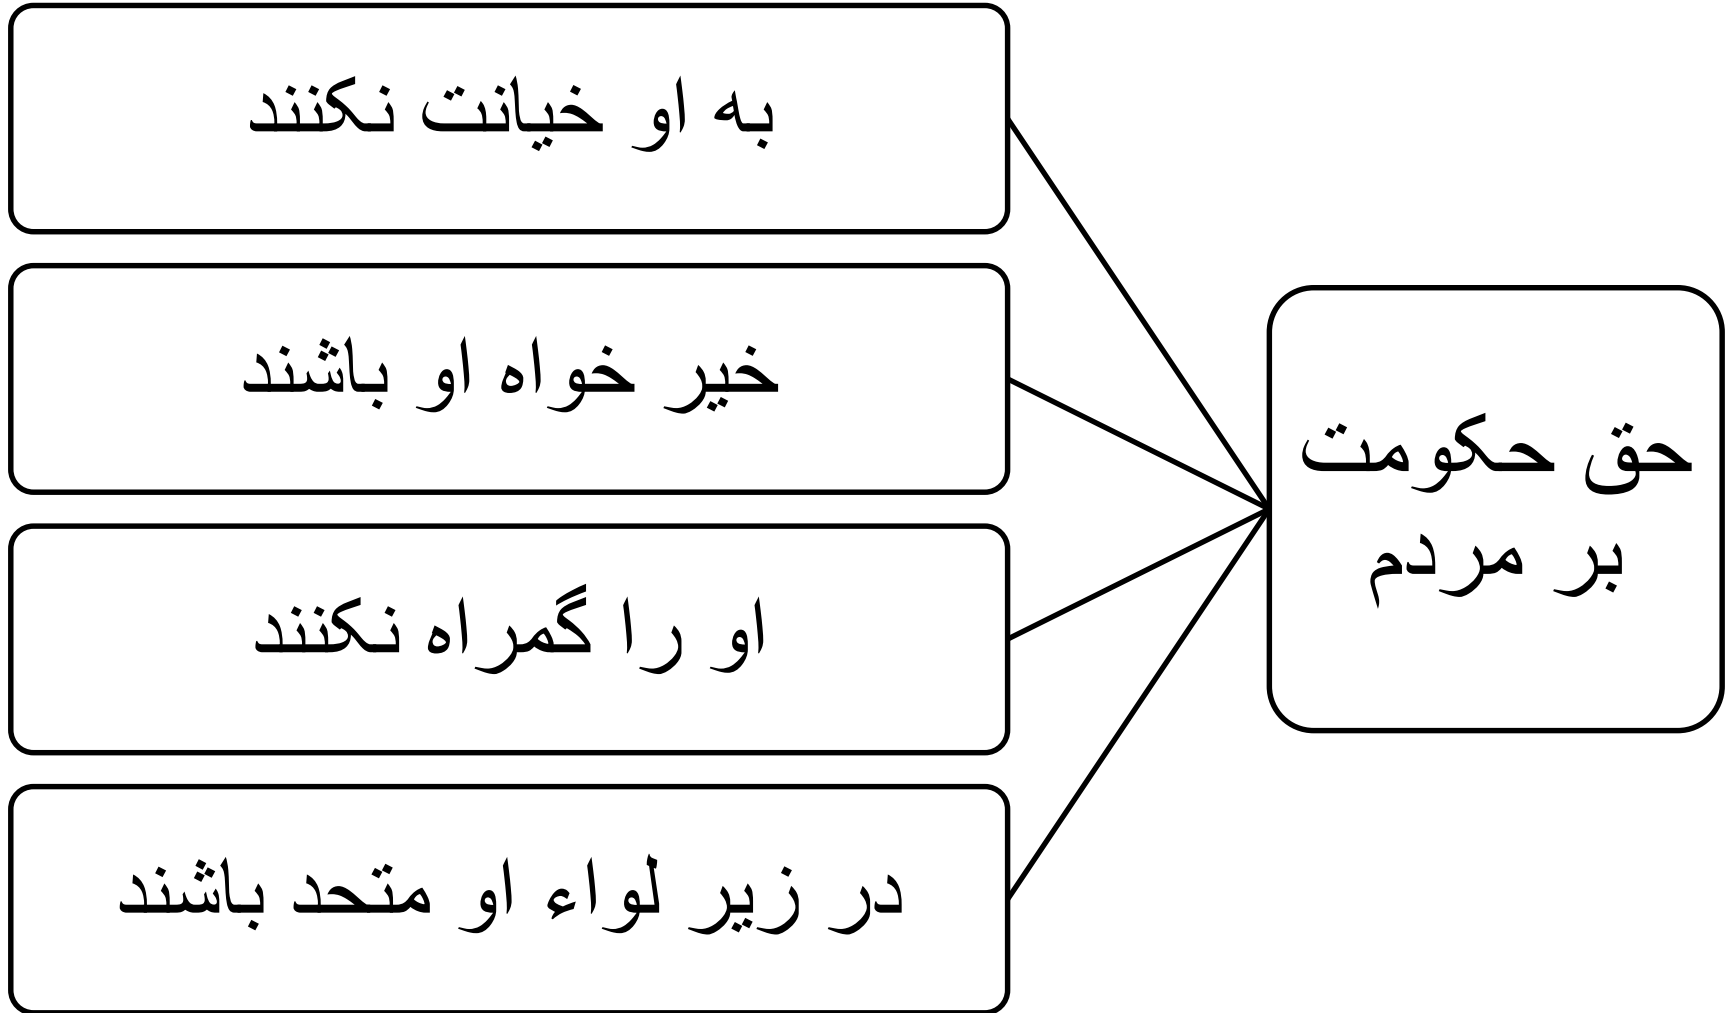 حق حکومت
بر مردم
به او خیانت نکنند
خیر خواه او باشند
او را گمراه نکنند
در زیر لواء او متحد باشند